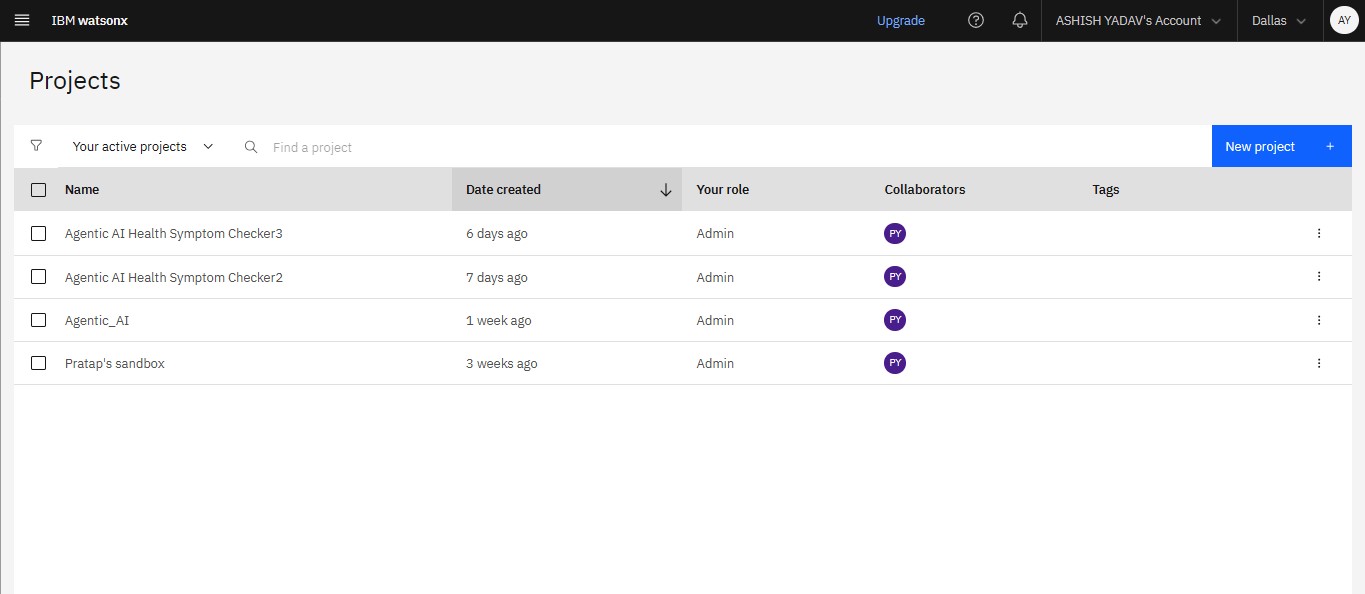 IBM watsonx Upgrade ASHISH YADAV's Account Dallas AY
Projects
Your active projects Find a project New project +
Name Date created Your role Collaborators Tags
Agentic AI Health Symptom Checker3 6 days ago Admin PY
Agentic AI Health Symptom Checker2 7 days ago Admin PY
Agentic_AI 1 week ago Admin PY
Pratap's sandbox 3 weeks ago Admin PY